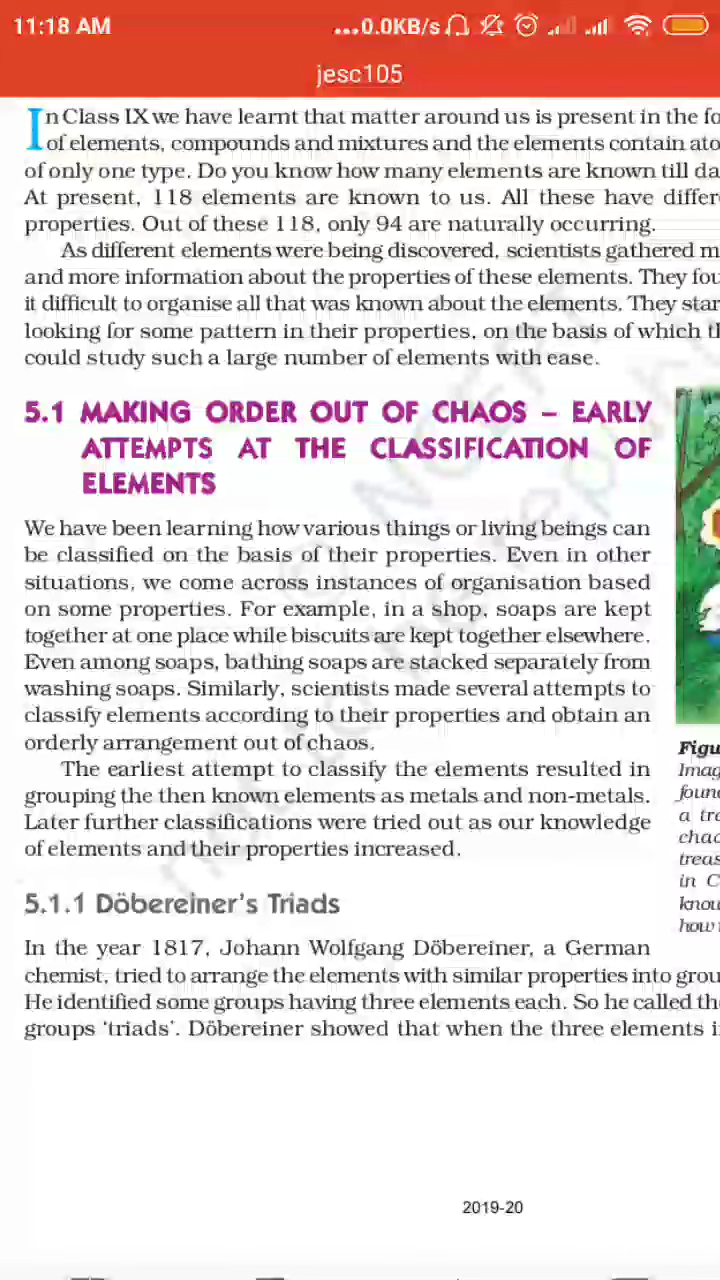 11:18 AM
...0.0KB/s
jesc105
In Class IX we have learnt that matter around us is present in the fo
of elements, compounds and mixtures and the elements contain ato
of only one type. Do you know how many elements are known till da
At present, 118 elements are known to us. All these have differ
properties. Out of these 118, only 94 are naturally occurring.
As different elements were being discovered, scientists gathered m
and more information about the properties of these elements. They fou
it difficult to organise all that was known about the elements. They star
looking for some pattern in their properties, on the basis of which th
could study such a large number of elements with ease.
5.1 MAKING ORDER OUT OF CHAOS – EARLY
ATTEMPTS AT THE CLASSIFICATION OF
ELEMENTS
We have been learning how various things or living beings can
be classified on the basis of their properties. Even in other
situations, we come across instances of organisation based
on some properties. For example, in a shop, soaps are kept
together at one place while biscuits are kept together elsewhere.
Even among soaps, bathing soaps are stacked separately from
washing soaps. Similarly, scientists made several attempts to
classify elements according to their properties and obtain an
orderly arrangement out of chaos.
The earliest attempt to classify the elements resulted in
grouping the then known elements as metals and non-metals.
Later further classifications were tried out as our knowledge
of elements and their properties increased.
Figu
Imag
found
a tre
chao
treas
in C
know
how t
5.1.1 Döbereiner's Triads
In the year 1817, Johann Wolfgang Döbereiner, a German
chemist, tried to arrange the elements with similar properties into grou
He identified some groups having three elements each. So he called the
groups 'triads'. Döbereiner showed that when the three elements i
2019-20